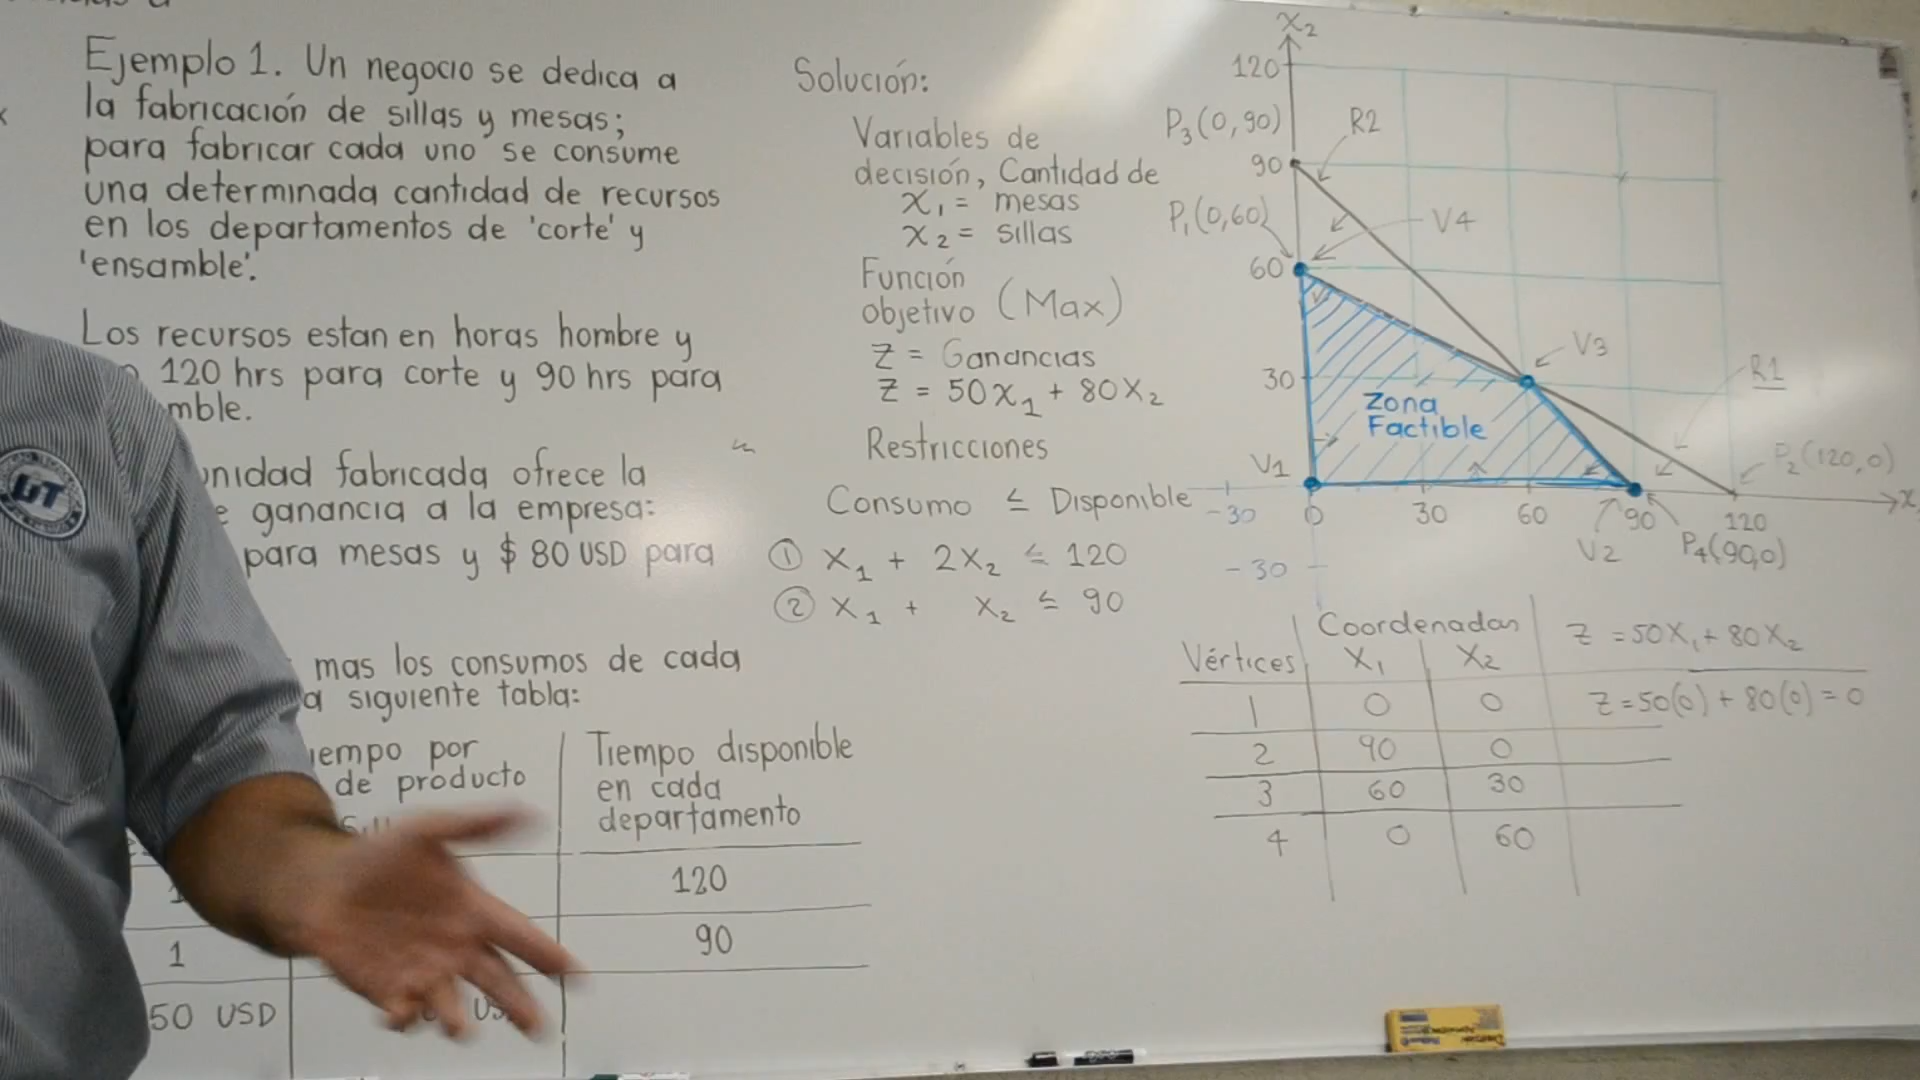 Ejemplo 1. Un negocio se dedica a
la fabricación de sillas y mesas;
para fabricar cada uno se consume
una determinada cantidad de recursos
en los departamentos de 'corte' y
'ensamble'.
Los recursos estan en horas hombre y
120 hrs para corte y 90 hrs para
mble.
nidad fabricada ofrece la
e ganancia a la empresa:
para mesas y $ 80 USD para
mas los consumos de cada
a siguiente tabla:
iempo por
de producto
Tiempo disponible
en cada
departamento
120
1
90
50 USD
Solución:
Variables de
decisión, Cantidad de
X₁ = mesas
X₂ = sillas
Función
objetivo (Max)
Z = Ganancias
Z = 50X₁ + 80X₂
Restricciones
Consumo ≤ Disponible
① X₁ + 2X₂ ≤ 120
② X₁ + X₂ ≤ 90
X₂
120
P₃(0,90)
R2
90
P₁(0,60)
V4
60
V3
30
R1
Zona
Factible
V1
P₂(120,0)
-30 0 30 60 90 120 X
V2
P₄(90,0)
-30
Vértices Coordenadas Z = 50X₁ + 80X₂
X₁ X₂
1 0 0 Z = 50(0) + 80(0) = 0
2 90 0
3 60 30
4 0 60
UT